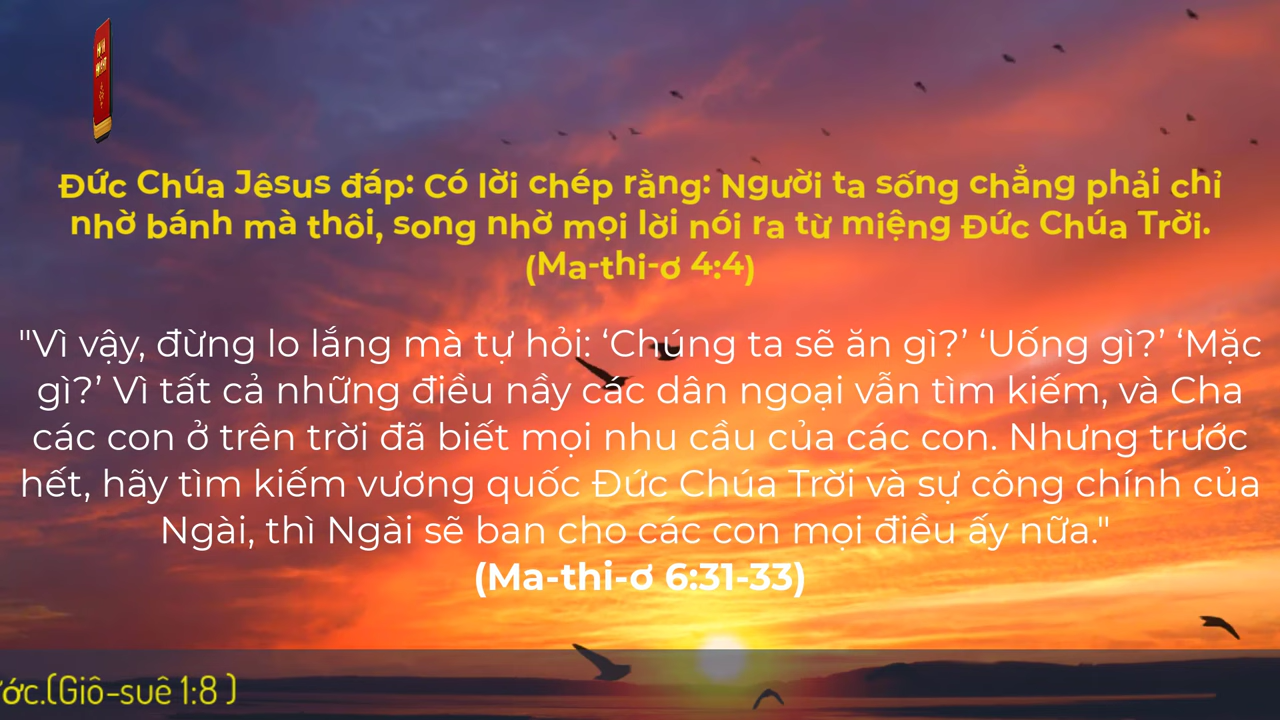 Đức Chúa Jêsus đáp: Có lời chép rằng: Người ta sống chẳng phải chỉ
nhờ bánh mà thôi, song nhờ mọi lời nói ra từ miệng Đức Chúa Trời.
(Ma-thi-ơ 4:4)
"Vì vậy, đừng lo lắng mà tự hỏi: ‘Chúng ta sẽ ăn gì?’ ‘Uống gì?’ ‘Mặc
gì?’ Vì tất cả những điều nầy các dân ngoại vẫn tìm kiếm, và Cha
các con ở trên trời đã biết mọi nhu cầu của các con. Nhưng trước
hết, hãy tìm kiếm vương quốc Đức Chúa Trời và sự công chính của
Ngài, thì Ngài sẽ ban cho các con mọi điều ấy nữa."
(Ma-thi-ơ 6:31-33)
ước.(Giô-suê 1:8 )